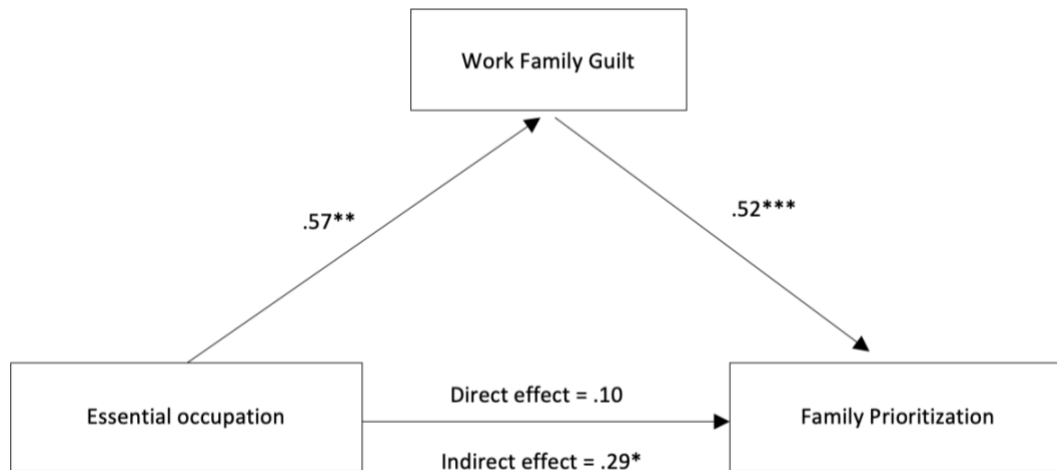 Work Family Guilt
.57**
.52***
Essential occupation
Direct effect = .10
Family Prioritization
Indirect effect = .29*